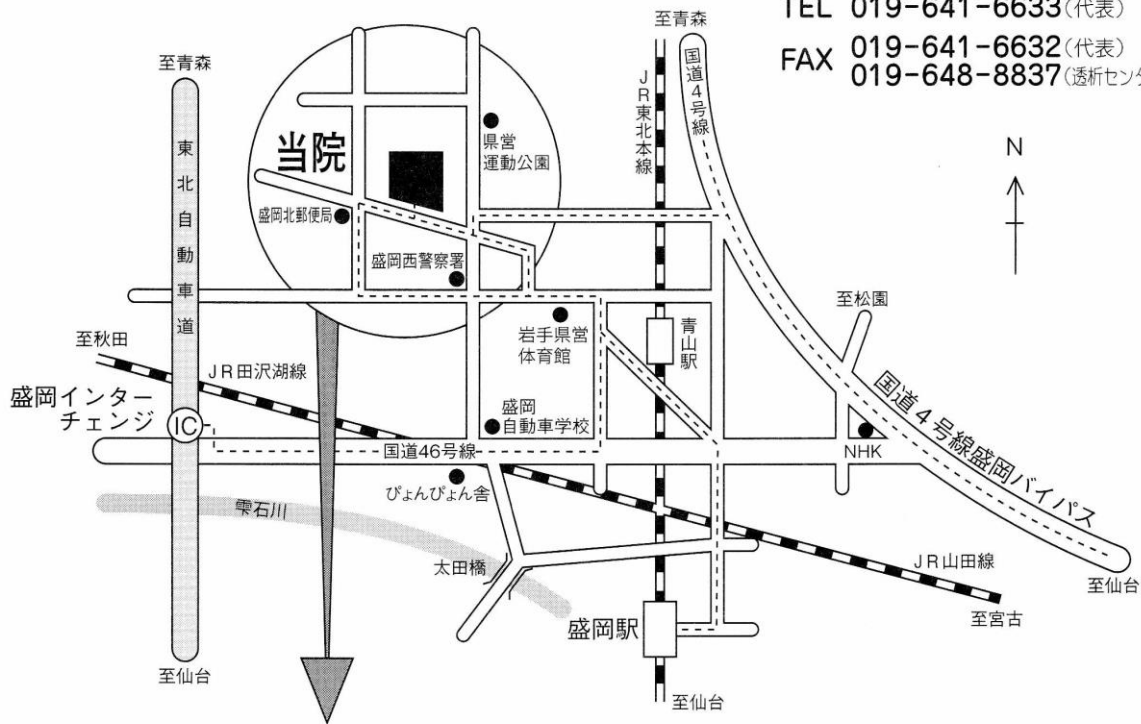 TEL 019-641-6633(代表)
FAX 019-641-6632(代表)
019-648-8837(透析センタ
至青森
至青森
国道4号線
JR東北本線
N
県営
運動公園
当院
東北自動車道
盛岡北郵便局
盛岡西警察署
至松園
岩手県営
体育館
青山駅
至秋田
JR田沢湖線
盛岡インター
チェンジ
IC
盛岡
自動車学校
国道4号線盛岡バイパス
国道46号線
NHK
ぴょんぴょん舎
雫石川
太田橋
JR山田線
至仙台
至宮古
盛岡駅
至仙台
至仙台